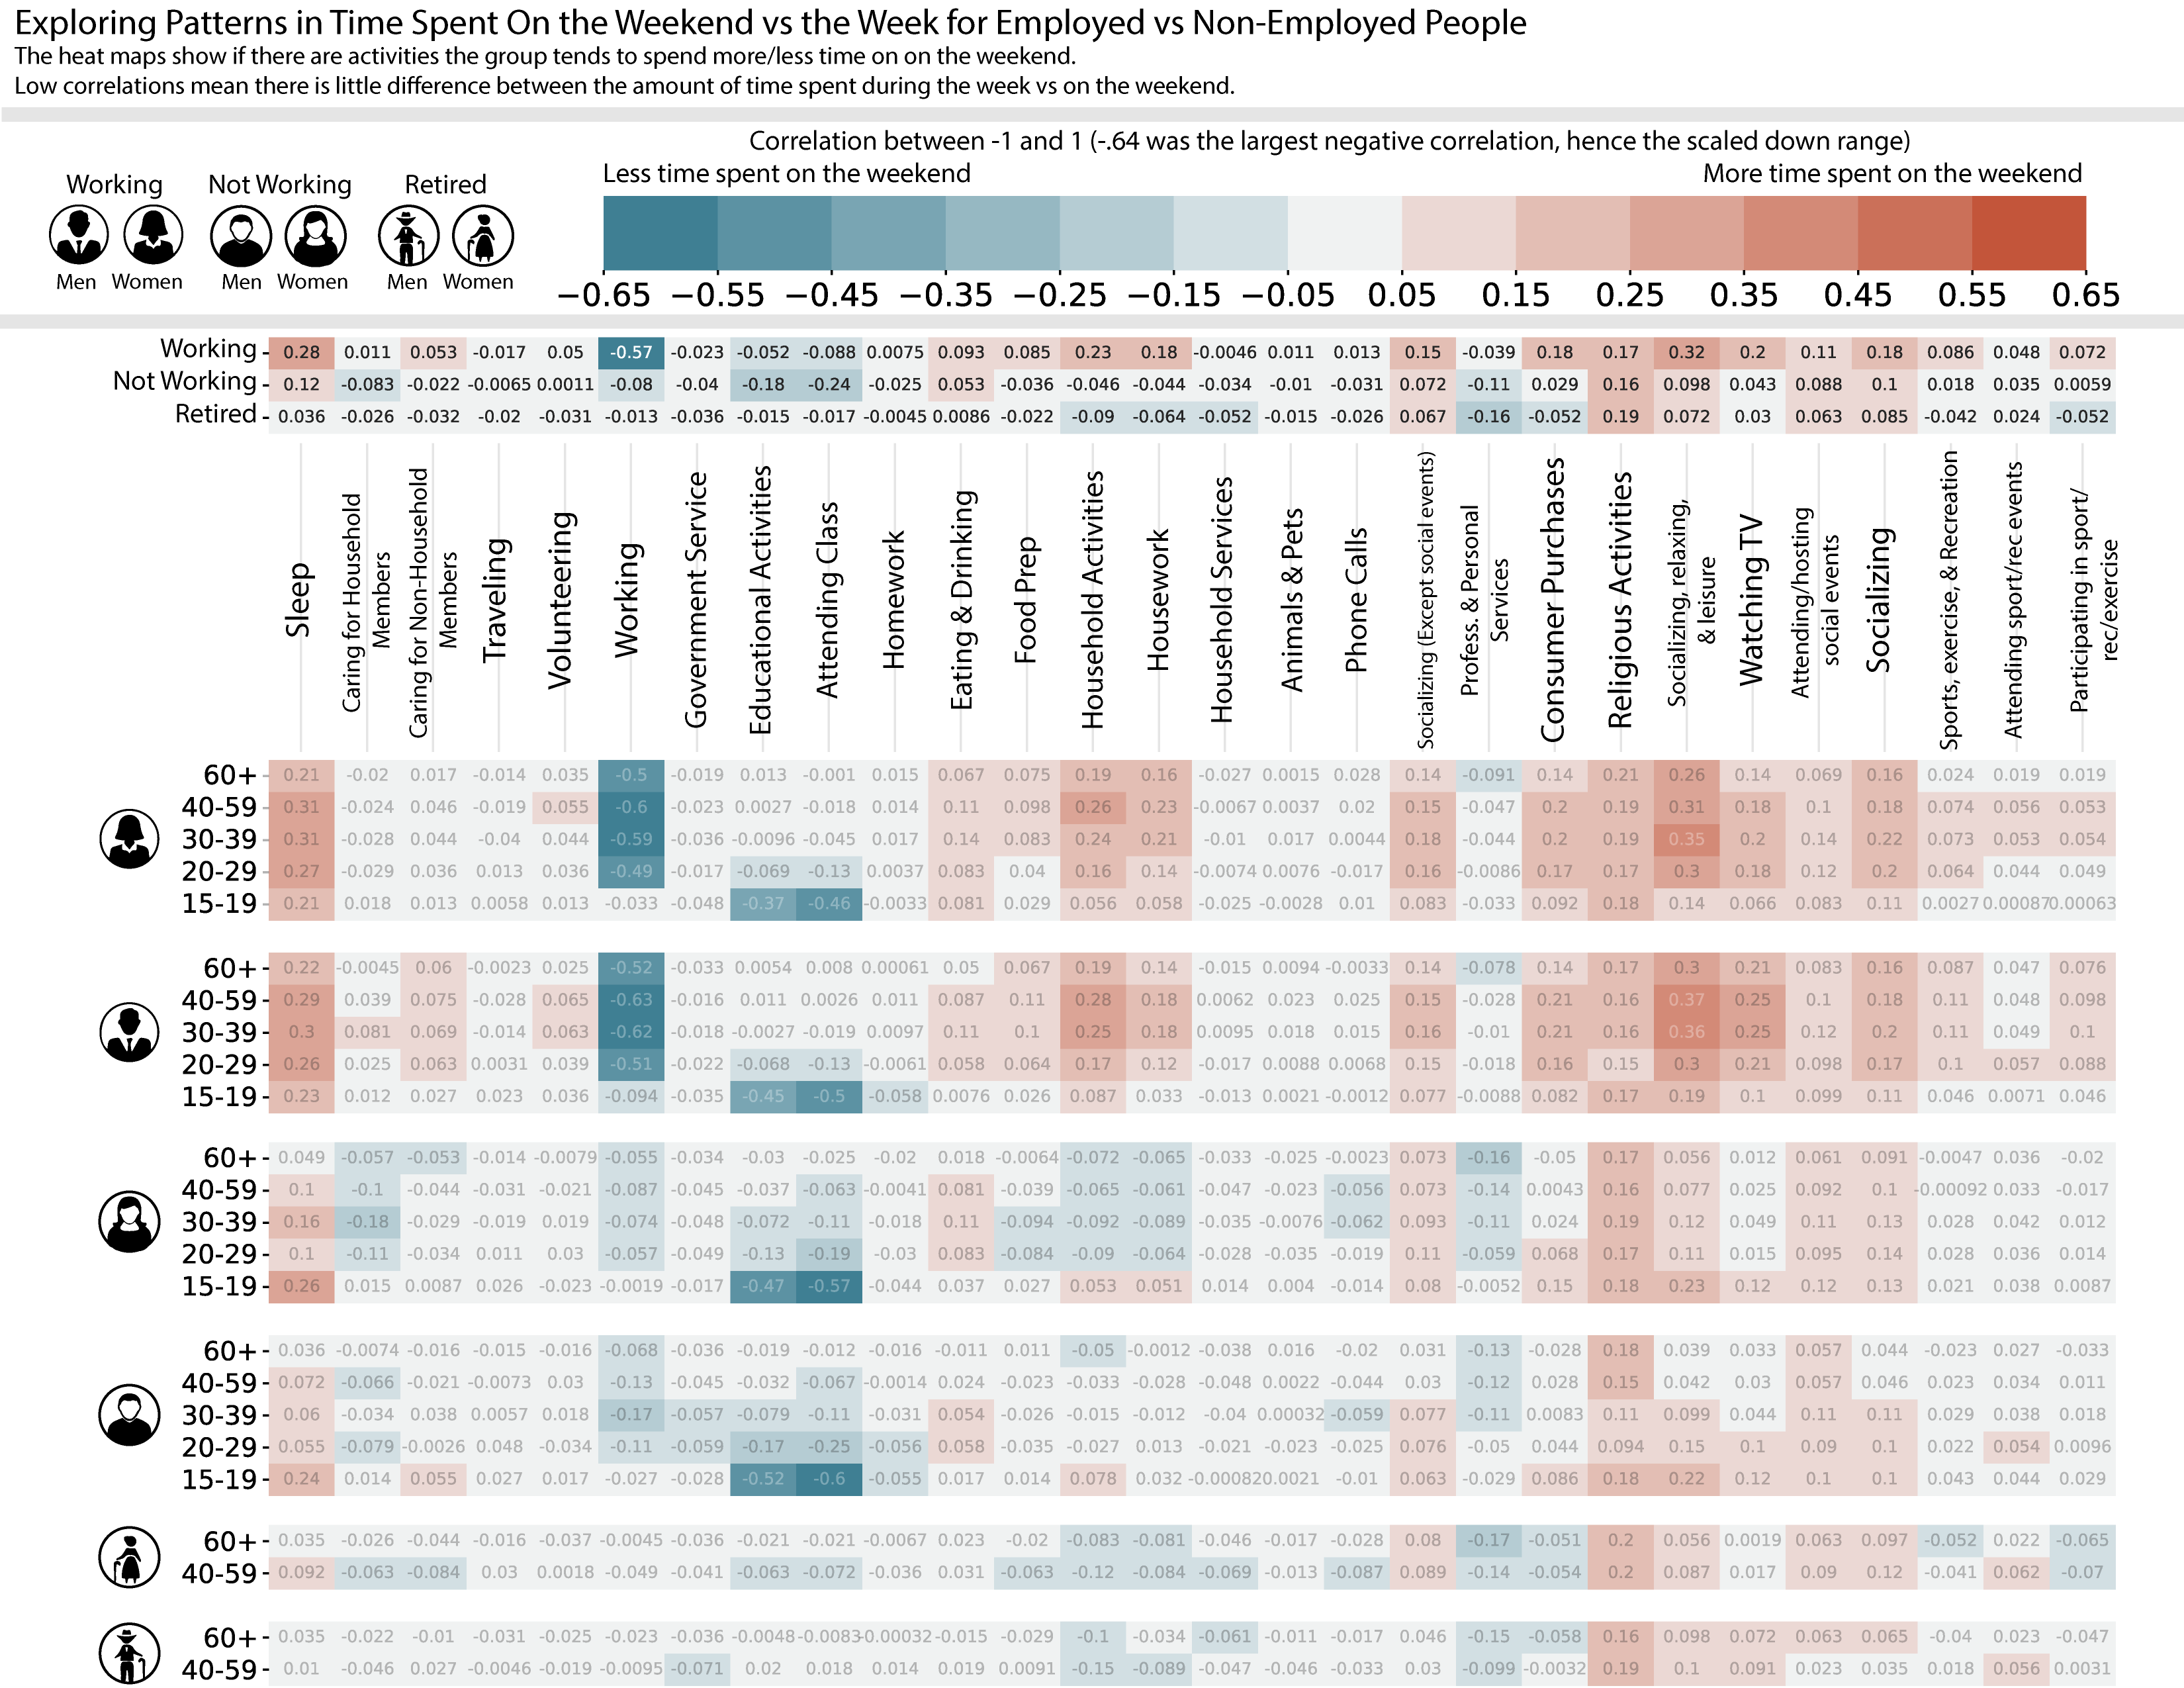 Exploring Patterns in Time Spent On the Weekend vs the Week for Employed vs Non-Employed People
The heat maps show if there are activities the group tends to spend more/less time on on the weekend.
Low correlations mean there is little difference between the amount of time spent during the week vs on the weekend.
Correlation between -1 and 1 (-.64 was the largest negative correlation, hence the scaled down range)
Less time spent on the weekend More time spent on the weekend
Working Not Working Retired
Men Women Men Women Men Women
−0.65 −0.55 −0.45 −0.35 −0.25 −0.15 −0.05 0.05 0.15 0.25 0.35 0.45 0.55 0.65
Working 0.28 0.011 0.053 -0.017 0.05 -0.57 -0.023 -0.052 -0.088 0.0075 0.093 0.085 0.23 0.18 -0.0046 0.011 0.013 0.15 -0.039 0.18 0.17 0.32 0.2 0.11 0.18 0.086 0.048 0.072
Not Working 0.12 -0.083 -0.022 -0.0065 0.0011 -0.08 -0.04 -0.18 -0.24 -0.025 0.053 -0.036 -0.046 -0.044 -0.034 -0.01 -0.031 0.072 -0.11 0.029 0.16 0.098 0.043 0.088 0.1 0.018 0.035 0.0059
Retired 0.036 -0.026 -0.032 -0.02 -0.031 -0.013 -0.036 -0.015 -0.017 -0.0045 0.0086 -0.022 -0.09 -0.064 -0.052 -0.015 -0.026 0.067 -0.16 -0.052 0.19 0.072 0.03 0.063 0.085 -0.042 0.024 -0.052
Sleep
Caring for Household
Members
Caring for Non-Household
Members
Traveling
Volunteering
Working
Government Service
Educational Activities
Attending Class
Homework
Eating & Drinking
Food Prep
Household Activities
Housework
Household Services
Animals & Pets
Phone Calls
Socializing (Except social events)
Profess. & Personal
Services
Consumer Purchases
Religious Activities
Socializing, relaxing,
& leisure
Watching TV
Attending/hosting
social events
Socializing
Sports, exercise, & Recreation
Attending sport/rec events
Participating in sport/
rec/exercise
60+ 0.21 -0.02 0.017 -0.014 0.035 -0.5 -0.019 0.013 -0.001 0.015 0.067 0.075 0.19 0.16 -0.027 0.0015 0.028 0.14 -0.091 0.14 0.21 0.26 0.14 0.069 0.16 0.024 0.019 0.019
40-59 0.31 -0.024 0.046 -0.019 0.055 -0.6 -0.023 0.0027 -0.018 0.014 0.11 0.098 0.26 0.23 -0.0067 0.0037 0.02 0.15 -0.047 0.2 0.19 0.31 0.18 0.1 0.18 0.074 0.056 0.053
30-39 0.31 -0.028 0.044 -0.04 0.044 -0.59 -0.036 -0.0096 -0.045 0.017 0.14 0.083 0.24 0.21 -0.01 0.017 0.0044 0.18 -0.044 0.2 0.19 0.35 0.2 0.14 0.22 0.073 0.053 0.054
20-29 0.27 -0.029 0.036 0.013 0.036 -0.49 -0.017 -0.069 -0.13 0.0037 0.083 0.04 0.16 0.14 -0.0074 0.0076 -0.017 0.16 -0.0086 0.17 0.17 0.3 0.18 0.12 0.2 0.064 0.044 0.049
15-19 0.21 0.018 0.013 0.0058 0.013 -0.033 -0.048 -0.37 -0.46 -0.0033 0.081 0.029 0.056 0.058 -0.025 -0.0028 0.01 0.083 -0.033 0.092 0.18 0.14 0.066 0.083 0.11 0.0027 0.00087 0.00063
60+ 0.22 -0.0045 0.06 -0.0023 0.025 -0.52 -0.033 0.0054 0.008 0.00061 0.05 0.067 0.19 0.14 -0.015 0.0094 -0.0033 0.14 -0.078 0.14 0.17 0.3 0.21 0.083 0.16 0.087 0.047 0.076
40-59 0.29 0.039 0.075 -0.028 0.065 -0.63 -0.016 0.011 0.0026 0.011 0.087 0.11 0.28 0.18 0.0062 0.023 0.025 0.15 -0.028 0.21 0.16 0.37 0.25 0.1 0.18 0.11 0.048 0.098
30-39 0.3 0.081 0.069 -0.014 0.063 -0.62 -0.018 -0.0027 -0.019 0.0097 0.11 0.1 0.25 0.18 0.0095 0.018 0.015 0.16 -0.01 0.21 0.16 0.36 0.25 0.12 0.2 0.11 0.049 0.1
20-29 0.26 0.025 0.063 0.0031 0.039 -0.51 -0.022 -0.068 -0.13 -0.0061 0.058 0.064 0.17 0.12 -0.017 0.0088 0.0068 0.15 -0.018 0.16 0.15 0.3 0.21 0.098 0.17 0.1 0.057 0.088
15-19 0.23 0.012 0.027 0.023 0.036 -0.094 -0.035 -0.45 -0.5 -0.058 0.0076 0.026 0.087 0.033 -0.013 0.0021 -0.0012 0.077 -0.0088 0.082 0.17 0.19 0.1 0.099 0.11 0.046 0.0071 0.046
60+ 0.049 -0.057 -0.053 -0.014 -0.0079 -0.055 -0.034 -0.03 -0.025 -0.02 0.018 -0.0064 -0.072 -0.065 -0.033 -0.025 -0.0023 0.073 -0.16 -0.05 0.17 0.056 0.012 0.061 0.091 -0.0047 0.036 -0.02
40-59 0.1 -0.1 -0.044 -0.031 -0.021 -0.087 -0.045 -0.037 -0.063 -0.0041 0.081 -0.039 -0.065 -0.061 -0.047 -0.023 -0.056 0.073 -0.14 0.0043 0.16 0.077 0.025 0.092 0.1 -0.00092 0.033 -0.017
30-39 0.16 -0.18 -0.029 -0.019 0.019 -0.074 -0.048 -0.072 -0.11 -0.018 0.11 -0.094 -0.092 -0.089 -0.035 -0.0076 -0.062 0.093 -0.11 0.024 0.19 0.12 0.049 0.11 0.13 0.028 0.042 0.012
20-29 0.1 -0.11 -0.034 0.011 0.03 -0.057 -0.049 -0.13 -0.19 -0.03 0.083 -0.084 -0.09 -0.064 -0.028 -0.035 -0.019 0.11 -0.059 0.068 0.17 0.11 0.015 0.095 0.14 0.028 0.036 0.014
15-19 0.26 0.015 0.0087 0.026 -0.023 -0.0019 -0.017 -0.47 -0.57 -0.044 0.037 0.027 0.053 0.051 0.014 0.004 -0.014 0.08 -0.0052 0.15 0.18 0.23 0.12 0.12 0.13 0.021 0.038 0.0087
60+ 0.036 -0.0074 -0.016 -0.015 -0.016 -0.068 -0.036 -0.019 -0.012 -0.016 -0.011 0.011 -0.05 -0.0012 -0.038 0.016 -0.02 0.031 -0.13 -0.028 0.18 0.039 0.033 0.057 0.044 -0.023 0.027 -0.033
40-59 0.072 -0.066 -0.021 -0.0073 0.03 -0.13 -0.045 -0.032 -0.067 -0.0014 0.024 -0.023 -0.033 -0.028 -0.048 0.0022 -0.044 0.03 -0.12 0.028 0.15 0.042 0.03 0.057 0.046 0.023 0.034 0.011
30-39 0.06 -0.034 0.038 0.0057 0.018 -0.17 -0.057 -0.079 -0.11 -0.031 0.054 -0.026 -0.015 -0.012 -0.04 0.00032 -0.059 0.077 -0.11 0.0083 0.11 0.099 0.044 0.11 0.11 0.029 0.038 0.018
20-29 0.055 -0.079 -0.0026 0.048 -0.034 -0.11 -0.059 -0.17 -0.25 -0.056 0.058 -0.035 -0.027 0.013 -0.021 -0.023 -0.025 0.076 -0.05 0.044 0.094 0.15 0.1 0.09 0.1 0.022 0.054 0.0096
15-19 0.24 0.014 0.055 0.027 0.017 -0.027 -0.028 -0.52 -0.6 -0.055 0.017 0.014 0.078 0.032 -0.00082 0.0021 -0.01 0.063 -0.029 0.086 0.18 0.22 0.12 0.1 0.1 0.043 0.044 0.029
60+ 0.035 -0.026 -0.044 -0.016 -0.037 -0.0045 -0.036 -0.021 -0.021 -0.0067 0.023 -0.02 -0.083 -0.081 -0.046 -0.017 -0.028 0.08 -0.17 -0.051 0.2 0.056 0.0019 0.063 0.097 -0.052 0.022 -0.065
40-59 0.092 -0.063 -0.084 0.03 0.0018 -0.049 -0.041 -0.063 -0.072 -0.036 0.031 -0.063 -0.12 -0.084 -0.069 -0.013 -0.087 0.089 -0.14 -0.054 0.2 0.087 0.017 0.09 0.12 -0.041 0.062 -0.07
60+ 0.035 -0.022 -0.01 -0.031 -0.025 -0.023 -0.036 -0.0048 -0.0083 -0.00032 -0.015 -0.029 -0.1 -0.034 -0.061 -0.011 -0.017 0.046 -0.15 -0.058 0.16 0.098 0.072 0.063 0.065 -0.04 0.023 -0.047
40-59 0.01 -0.046 0.027 -0.0046 -0.019 -0.0095 -0.071 0.02 0.018 0.014 0.019 0.0091 -0.15 -0.089 -0.047 -0.046 -0.033 0.03 -0.099 -0.0032 0.19 0.1 0.091 0.023 0.035 0.018 0.056 0.0031